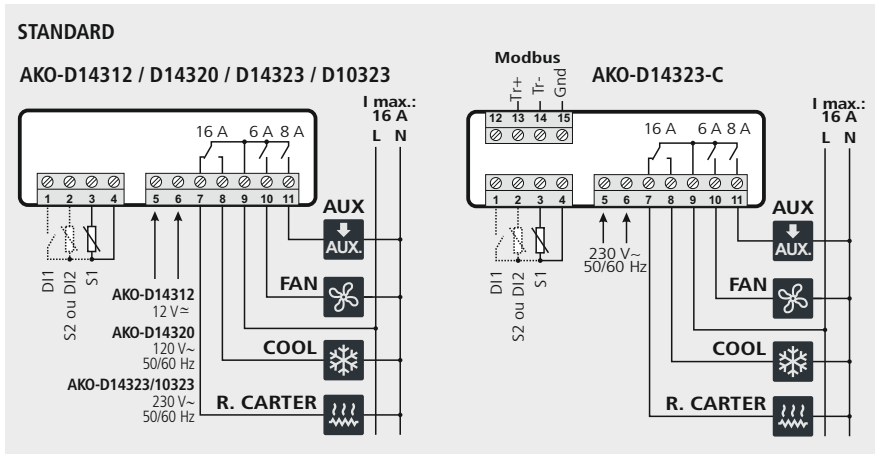 STANDARD
AKO-D14312 / D14320 / D14323 / D10323
I max.:
16 A
L N
16 A 6 A 8 A
1 2 3 4 5 6 7 8 9 10 11
DI1
S2 ou DI2
S1
AKO-D14312
12 V≂
AKO-D14320
120 V~
50/60 Hz
AKO-D14323/10323
230 V~
50/60 Hz
AUX
AUX.
FAN
COOL
R. CARTER
Modbus
AKO-D14323-C
Tr+
Tr-
Gnd
I max.:
16 A
L N
12 13 14 15
16 A 6 A 8 A
1 2 3 4 5 6 7 8 9 10 11
DI1
S2 ou DI2
S1
230 V~
50/60 Hz
AUX
AUX.
FAN
COOL
R. CARTER